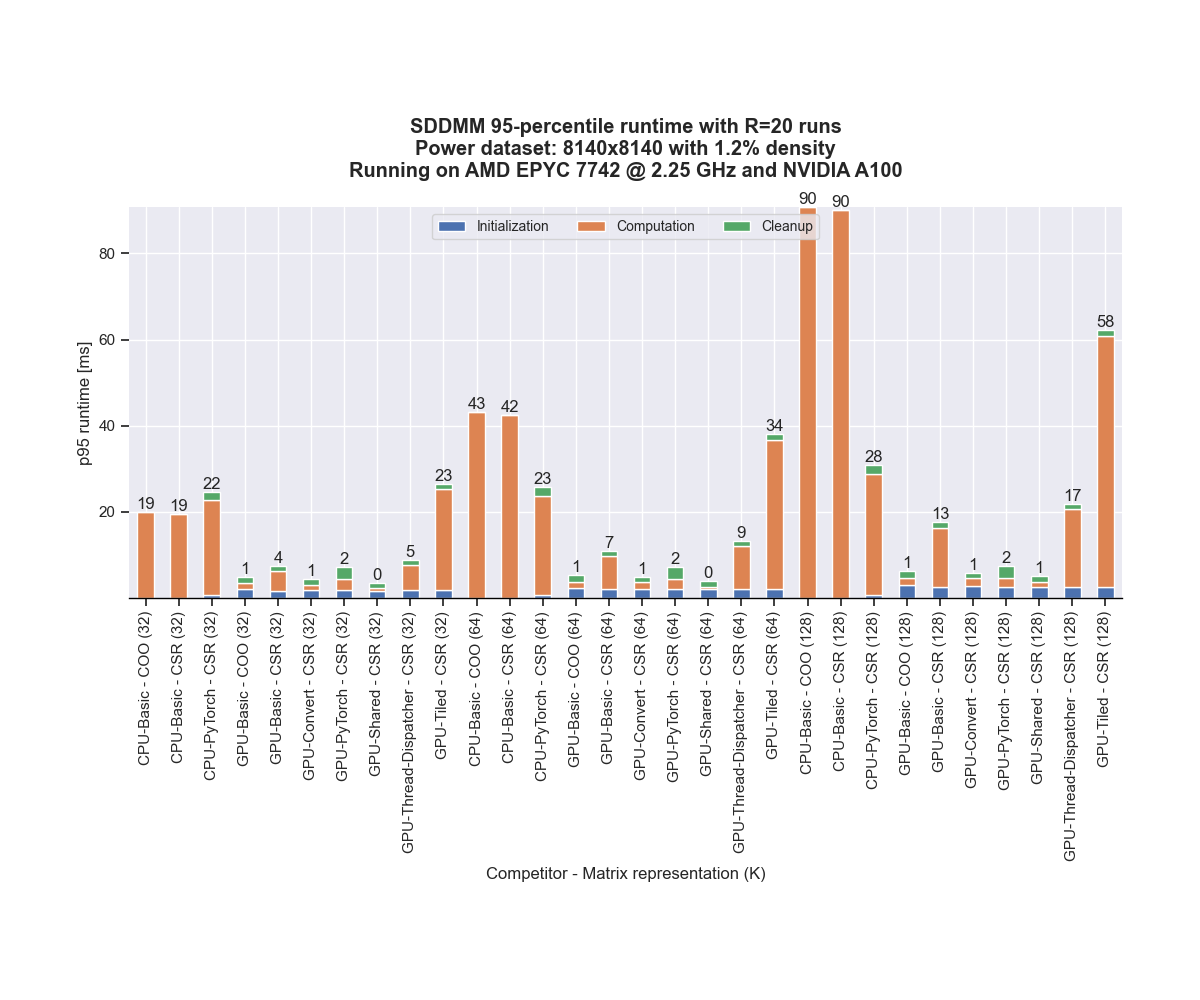 SDDMM 95-percentile runtime with R=20 runs
Power dataset: 8140x8140 with 1.2% density
Running on AMD EPYC 7742 @ 2.25 GHz and NVIDIA A100
Initialization Computation Cleanup
p95 runtime [ms]
80
60
40
20
19 19 22 1 4 1 2 0 5 23 43 42 23 1 7 1 2 0 9 34 90 90 28 1 13 1 2 1 17 58
CPU-Basic - COO (32)
CPU-Basic - CSR (32)
CPU-PyTorch - CSR (32)
GPU-Basic - COO (32)
GPU-Basic - CSR (32)
GPU-Convert - CSR (32)
GPU-PyTorch - CSR (32)
GPU-Shared - CSR (32)
GPU-Thread-Dispatcher - CSR (32)
GPU-Tiled - CSR (32)
CPU-Basic - COO (64)
CPU-Basic - CSR (64)
CPU-PyTorch - CSR (64)
GPU-Basic - COO (64)
GPU-Basic - CSR (64)
GPU-Convert - CSR (64)
GPU-PyTorch - CSR (64)
GPU-Shared - CSR (64)
GPU-Thread-Dispatcher - CSR (64)
GPU-Tiled - CSR (64)
CPU-Basic - COO (128)
CPU-Basic - CSR (128)
CPU-PyTorch - CSR (128)
GPU-Basic - COO (128)
GPU-Basic - CSR (128)
GPU-Convert - CSR (128)
GPU-PyTorch - CSR (128)
GPU-Shared - CSR (128)
GPU-Thread-Dispatcher - CSR (128)
GPU-Tiled - CSR (128)
Competitor - Matrix representation (K)